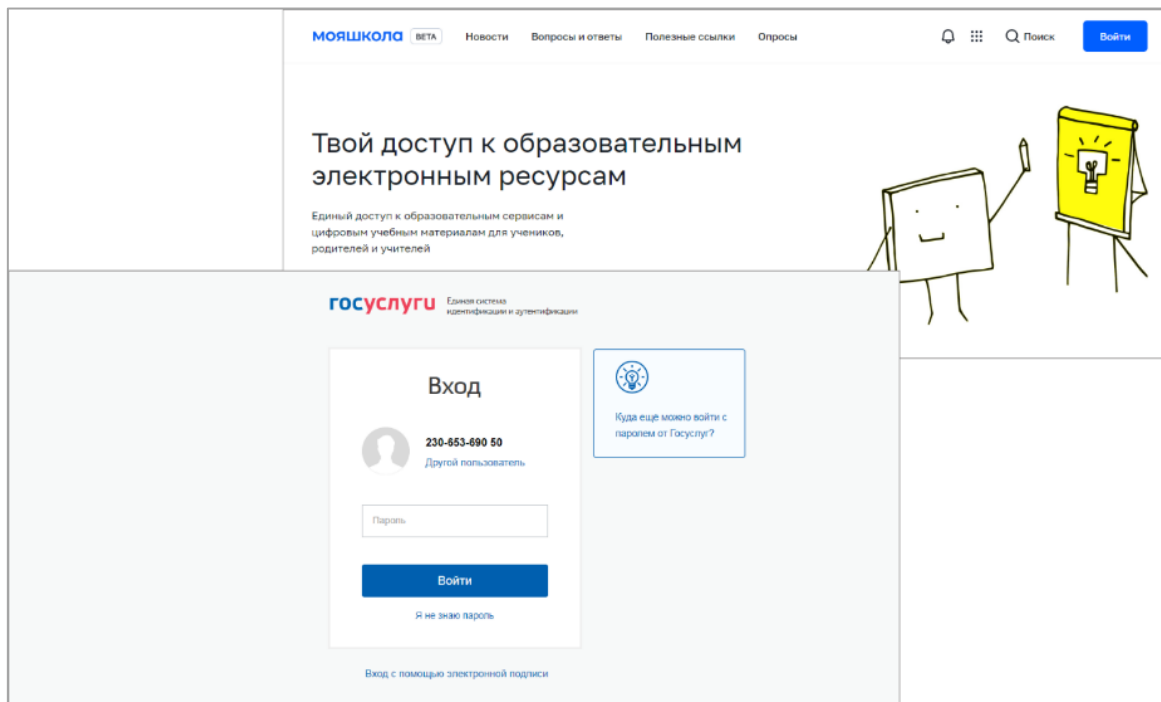 МОЯШКОЛА BETA Новости Вопросы и ответы Полезные ссылки Опросы Поиск Войти
Твой доступ к образовательным
электронным ресурсам
Единый доступ к образовательным сервисам и
цифровым учебным материалам для учеников,
родителей и учителей
госуслуги
Единая система
идентификации и аутентификации
Вход
230-653-690 50
Другой пользователь
Пароль
Войти
Я не знаю пароль
Вход с помощью электронной подписи
Куда еще можно войти с
паролем от Госуслуг?